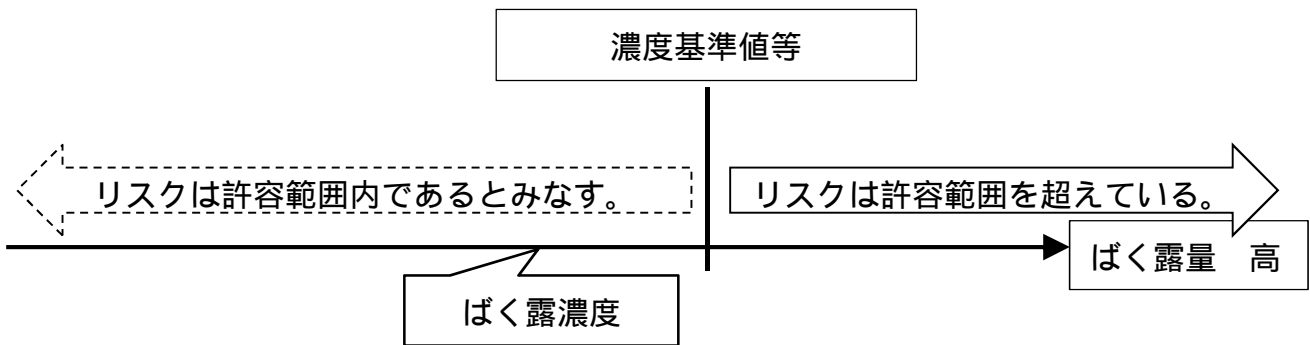 濃度基準値等
リスクは許容範囲内であるとみなす。
リスクは許容範囲を超えている。
ばく露量　高
ばく露濃度